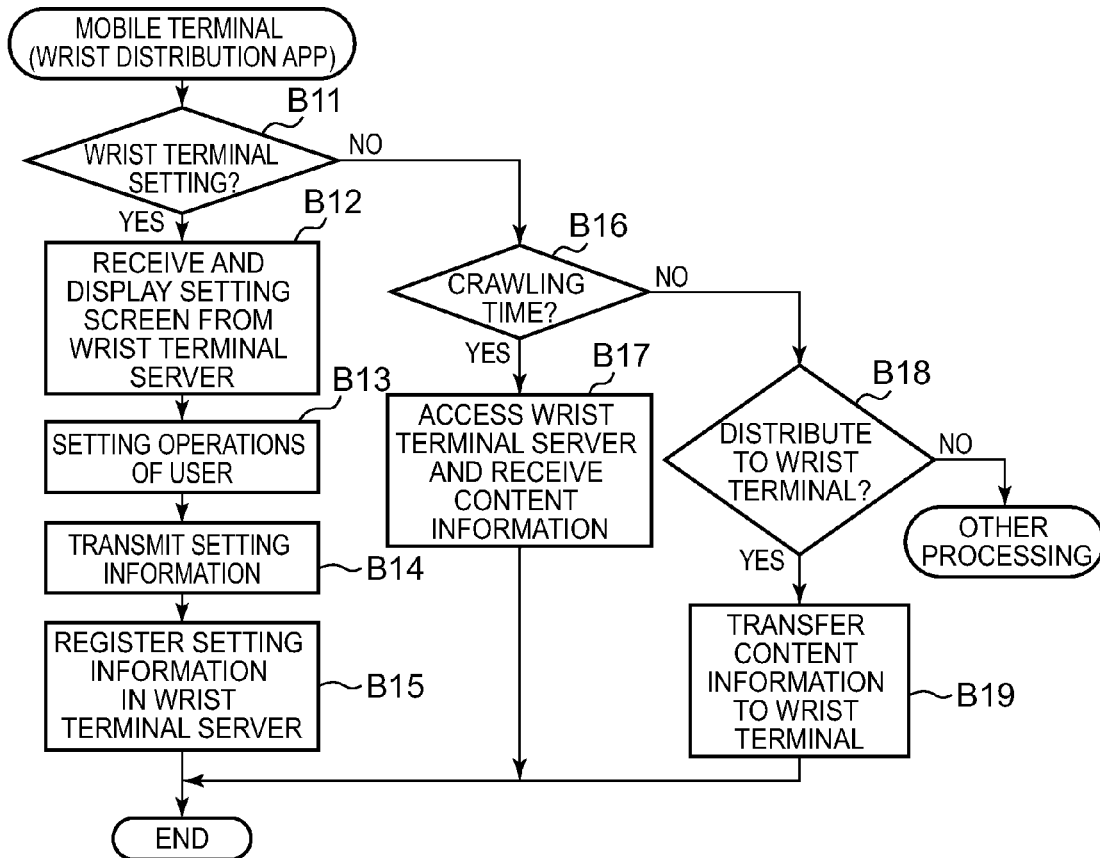 MOBILE TERMINAL
(WRIST DISTRIBUTION APP)
B11
WRIST TERMINAL
SETTING?
NO
YES
B12
RECEIVE AND
DISPLAY SETTING
SCREEN FROM
WRIST TERMINAL
SERVER
B13
SETTING OPERATIONS
OF USER
TRANSMIT SETTING
INFORMATION
B14
REGISTER SETTING
INFORMATION
IN WRIST
TERMINAL SERVER
B15
B16
CRAWLING
TIME?
NO
YES
B17
ACCESS WRIST
TERMINAL SERVER
AND RECEIVE
CONTENT
INFORMATION
B18
DISTRIBUTE
TO WRIST
TERMINAL?
NO
YES
OTHER
PROCESSING
TRANSFER
CONTENT
INFORMATION
TO WRIST
TERMINAL
B19
END